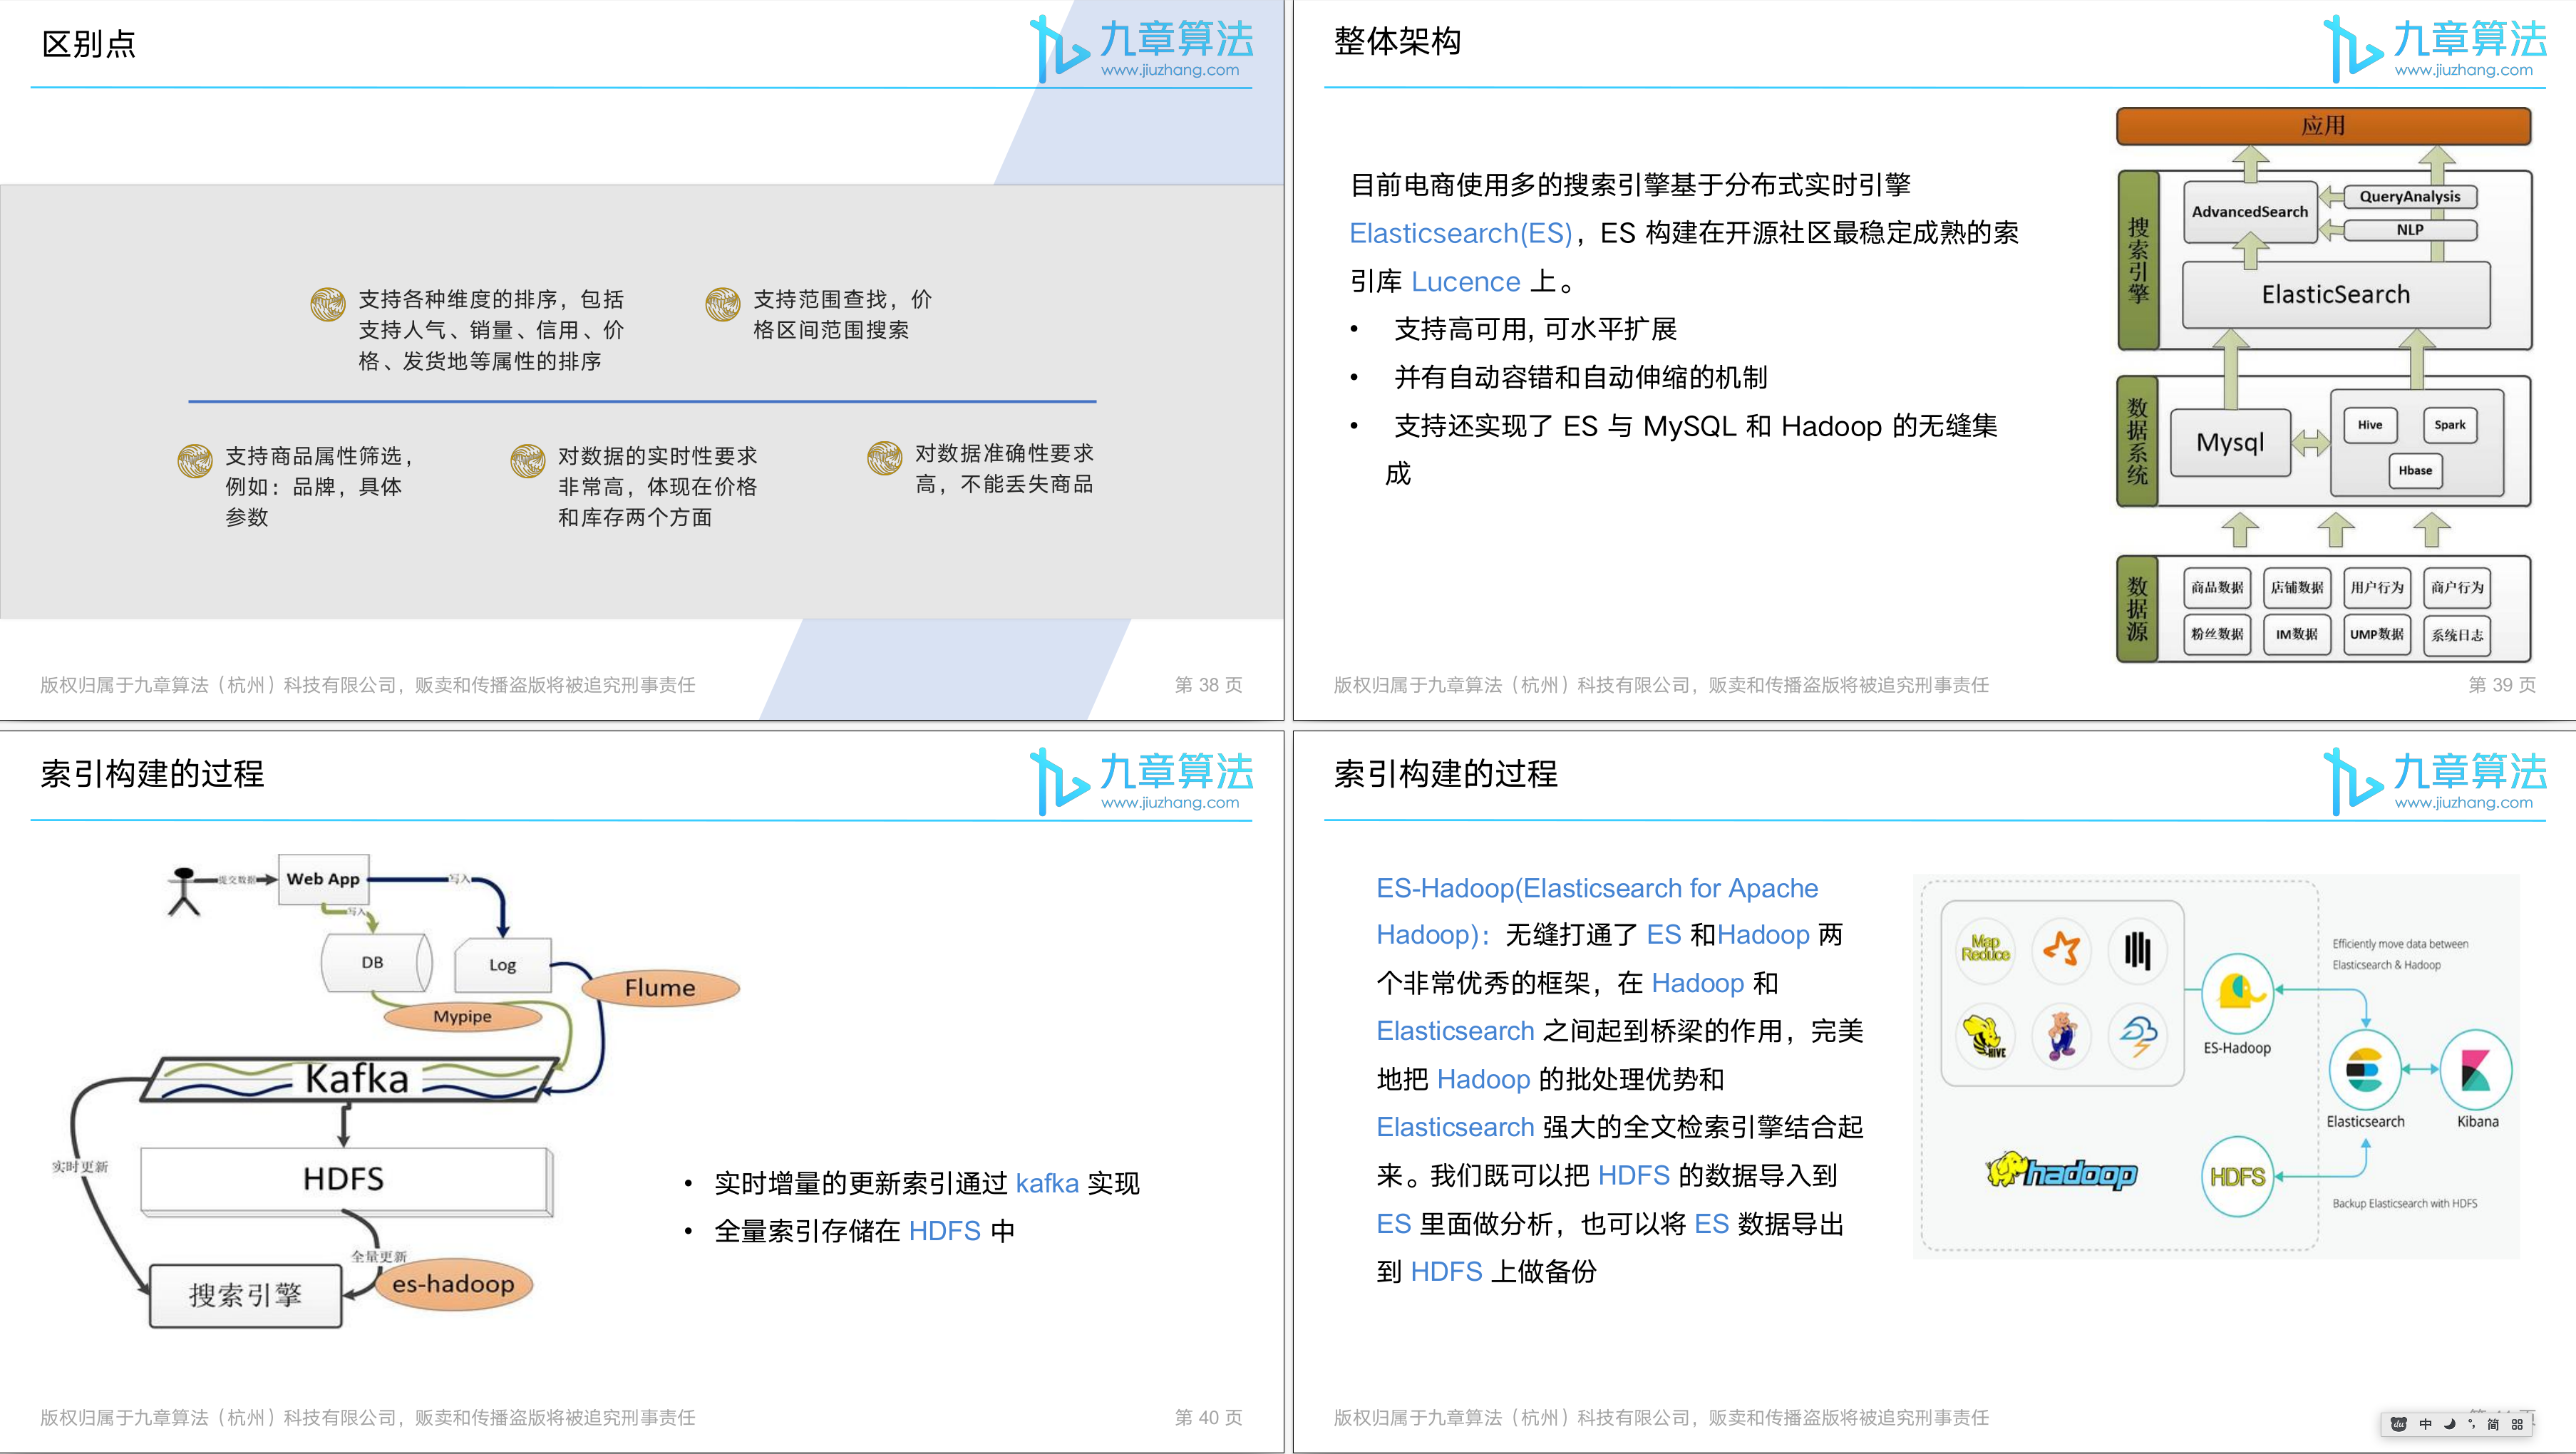 区别点
九章算法
www.jiuzhang.com
支持各种维度的排序，包括
支持人气、销量、信用、价
格、发货地等属性的排序
支持范围查找，价
格区间范围搜索
支持商品属性筛选，
例如：品牌，具体
参数
对数据的实时性要求
非常高，体现在价格
和库存两个方面
对数据准确性要求
高，不能丢失商品
版权归属于九章算法（杭州）科技有限公司，贩卖和传播盗版将被追究刑事责任
第 38 页
整体架构
九章算法
www.jiuzhang.com
目前电商使用多的搜索引擎基于分布式实时引擎
Elasticsearch(ES)，ES 构建在开源社区最稳定成熟的索
引库 Lucence 上。
• 支持高可用, 可水平扩展
• 并有自动容错和自动伸缩的机制
• 支持还实现了 ES 与 MySQL 和 Hadoop 的无缝集
成
应用
搜索引擎
AdvancedSearch
QueryAnalysis
NLP
ElasticSearch
数据系统
Mysql
Hive
Spark
Hbase
数据源
商品数据
店铺数据
用户行为
商户行为
粉丝数据
IM数据
UMP数据
系统日志
版权归属于九章算法（杭州）科技有限公司，贩卖和传播盗版将被追究刑事责任
第 39 页
索引构建的过程
九章算法
www.jiuzhang.com
提交数据
Web App
写入
写入
DB
Log
Flume
Mypipe
Kafka
实时更新
HDFS
全量更新
es-hadoop
搜索引擎
• 实时增量的更新索引通过 kafka 实现
• 全量索引存储在 HDFS 中
版权归属于九章算法（杭州）科技有限公司，贩卖和传播盗版将被追究刑事责任
第 40 页
索引构建的过程
九章算法
www.jiuzhang.com
ES-Hadoop(Elasticsearch for Apache
Hadoop)：无缝打通了 ES 和Hadoop 两
个非常优秀的框架，在 Hadoop 和
Elasticsearch 之间起到桥梁的作用，完美
地把 Hadoop 的批处理优势和
Elasticsearch 强大的全文检索引擎结合起
来。我们既可以把 HDFS 的数据导入到
ES 里面做分析，也可以将 ES 数据导出
到 HDFS 上做备份
Map
Reduce
HIVE
ES-Hadoop
Efficiently move data between
Elasticsearch & Hadoop
Elasticsearch
Kibana
hadoop
HDFS
Backup Elasticsearch with HDFS
版权归属于九章算法（杭州）科技有限公司，贩卖和传播盗版将被追究刑事责任
du 中 °, 简